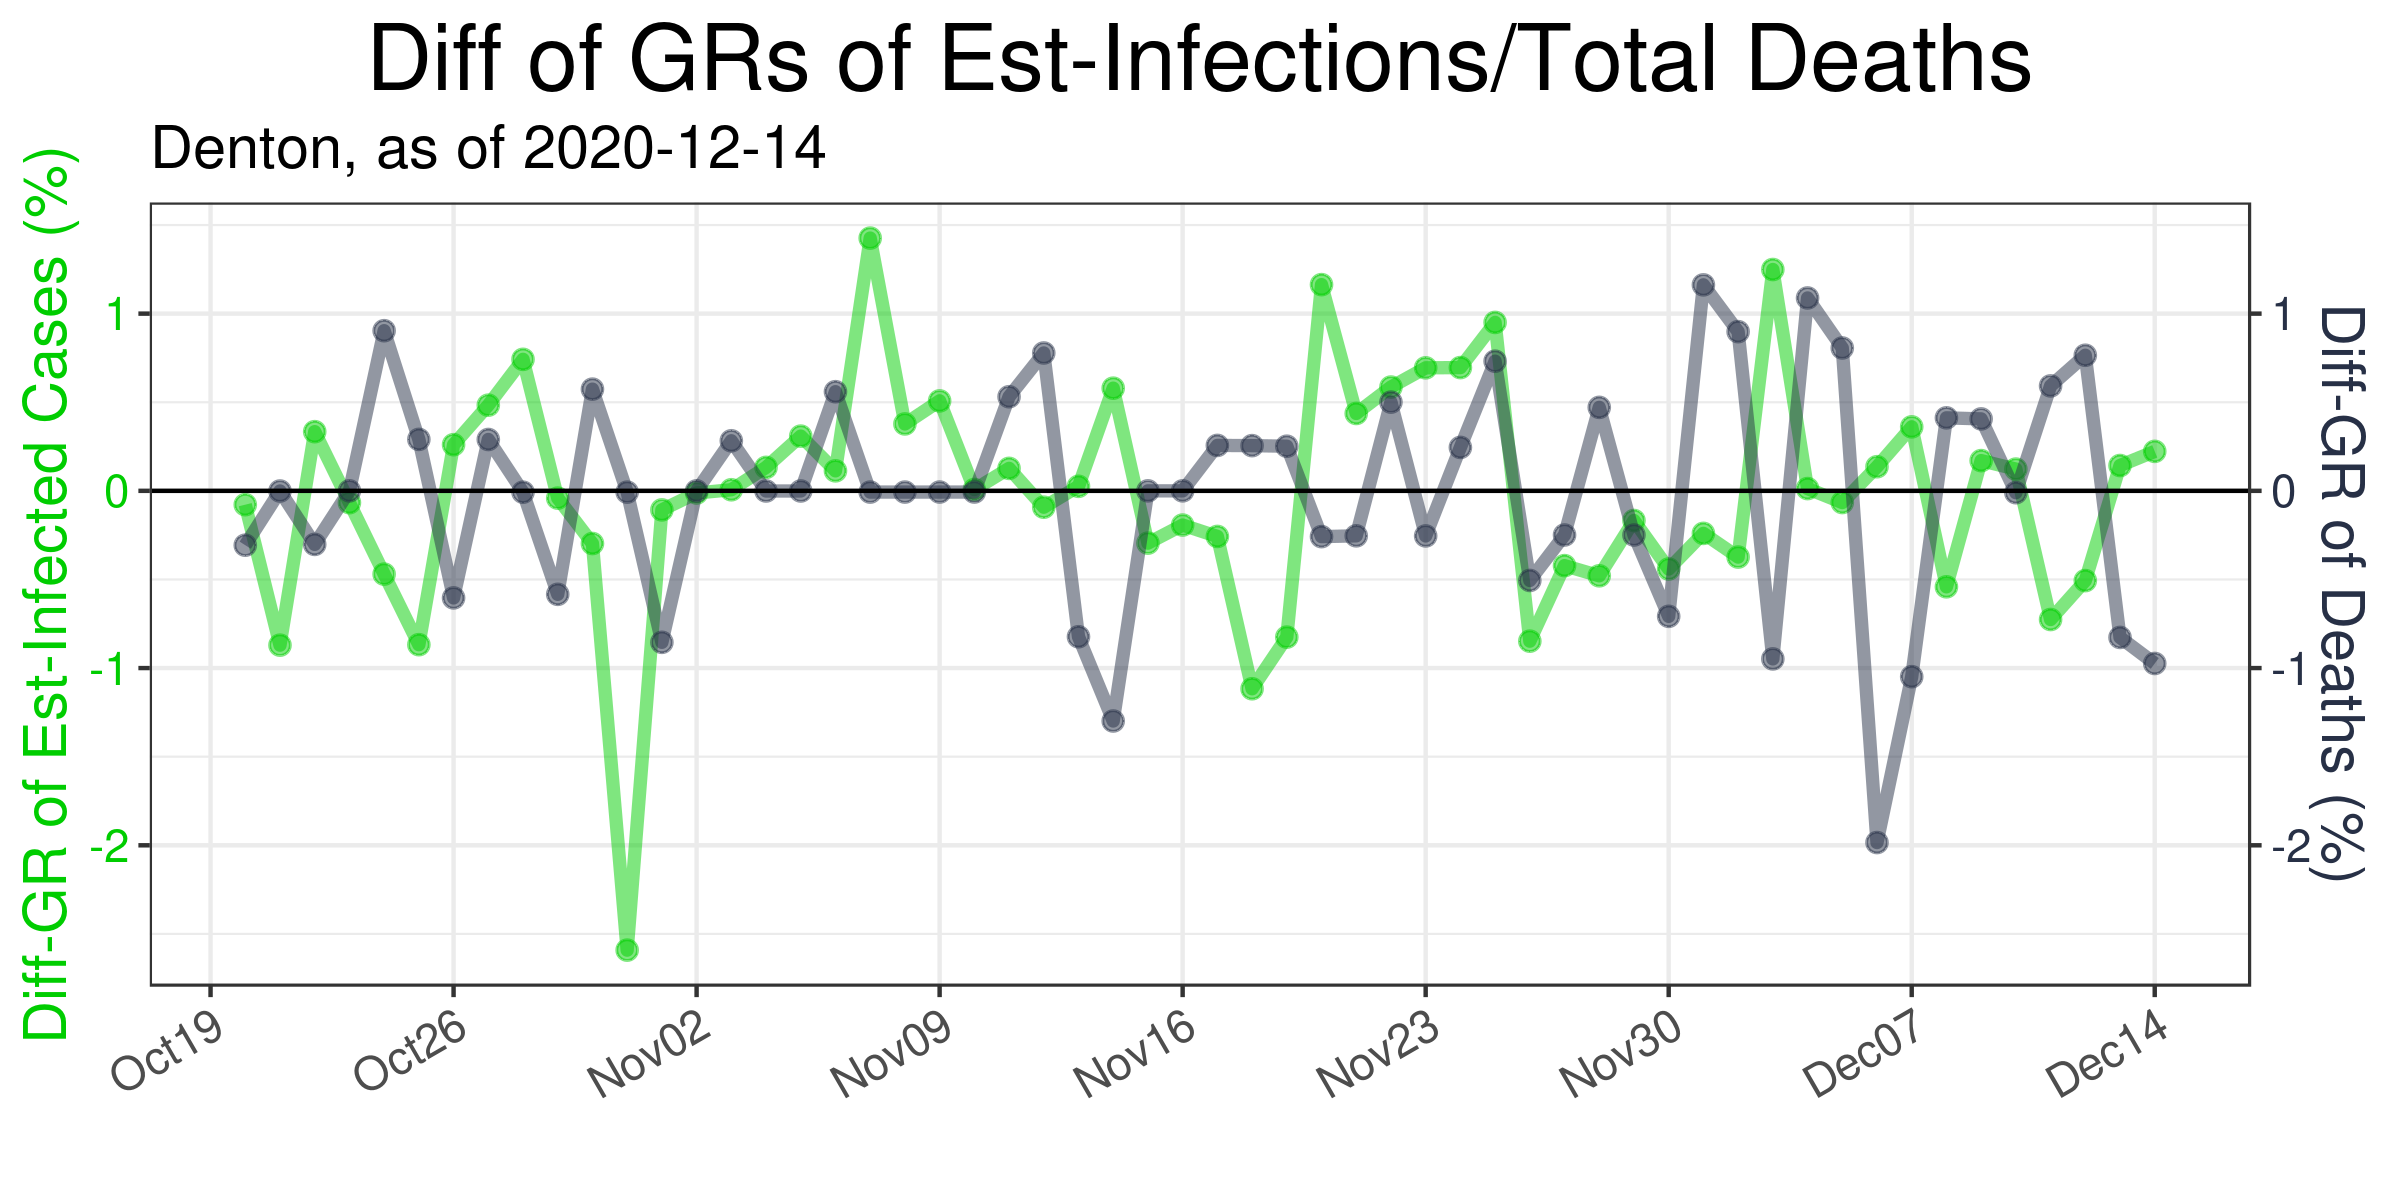 Diff of GRs of Est-Infections/Total Deaths
Denton, as of 2020-12-14
Diff-GR of Est-Infected Cases (%)
1
0
-1
-2
1
0
-1
-2
Diff-GR of Deaths (%)
Oct19
Oct26
Nov02
Nov09
Nov16
Nov23
Nov30
Dec07
Dec14